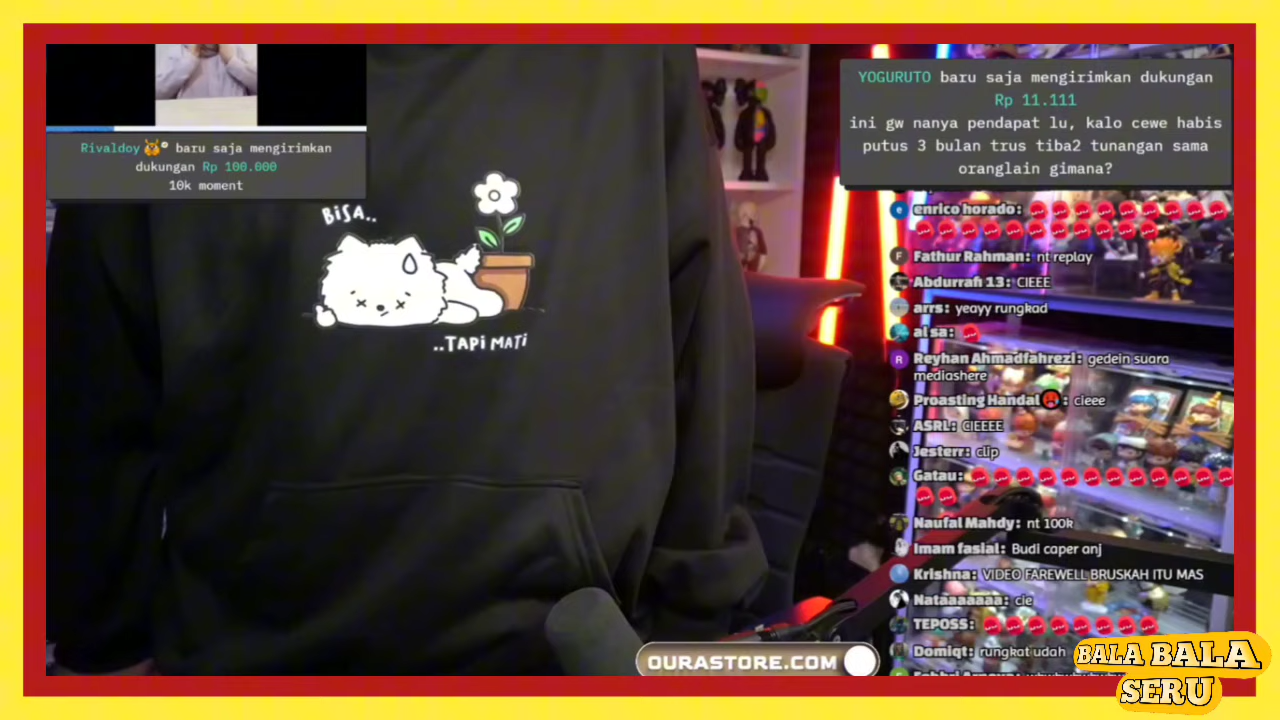 Rivaldoy baru saja mengirimkan
dukungan Rp 100.000
10k moment
BiSA..
..TAPi MATi
YOGURUTO baru saja mengirimkan dukungan
Rp 11.111
ini gw nanya pendapat lu, kalo cewe habis
putus 3 bulan trus tiba2 tunangan sama
oranglain gimana?
enrico horado:
F Fathur Rahman: nt replay
Abdurrah 13: CIEEE
arrs: yeayy rungkad
al sa:
R Reyhan Ahmadfahrezi: gedein suara
mediashere
Proasting Handal: cieee
ASRL: CIEEEE
Jesterr: clip
Gatau:
Naufal Mahdy: nt 100k
Imam fasial: Budi caper anj
Krishna: VIDEO FAREWELL BRUSKAH ITU MAS
Nataaaaaaa: cie
TEPOSS:
Domiqt: rungkat udah
OURASTORE.COM
BALA BALA
SERU